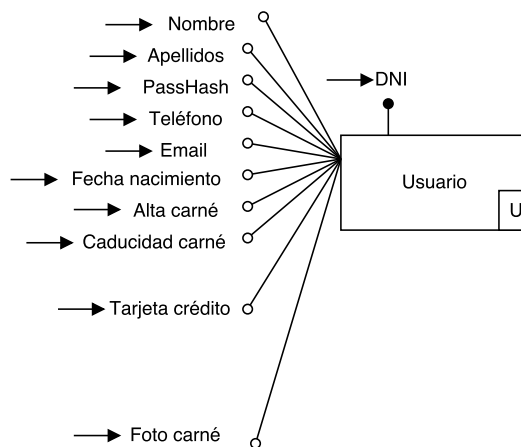 Nombre
Apellidos
DNI
PassHash
Teléfono
Email
Fecha nacimiento
Usuario
Alta carné
U
Caducidad carné
Tarjeta crédito
Foto carné